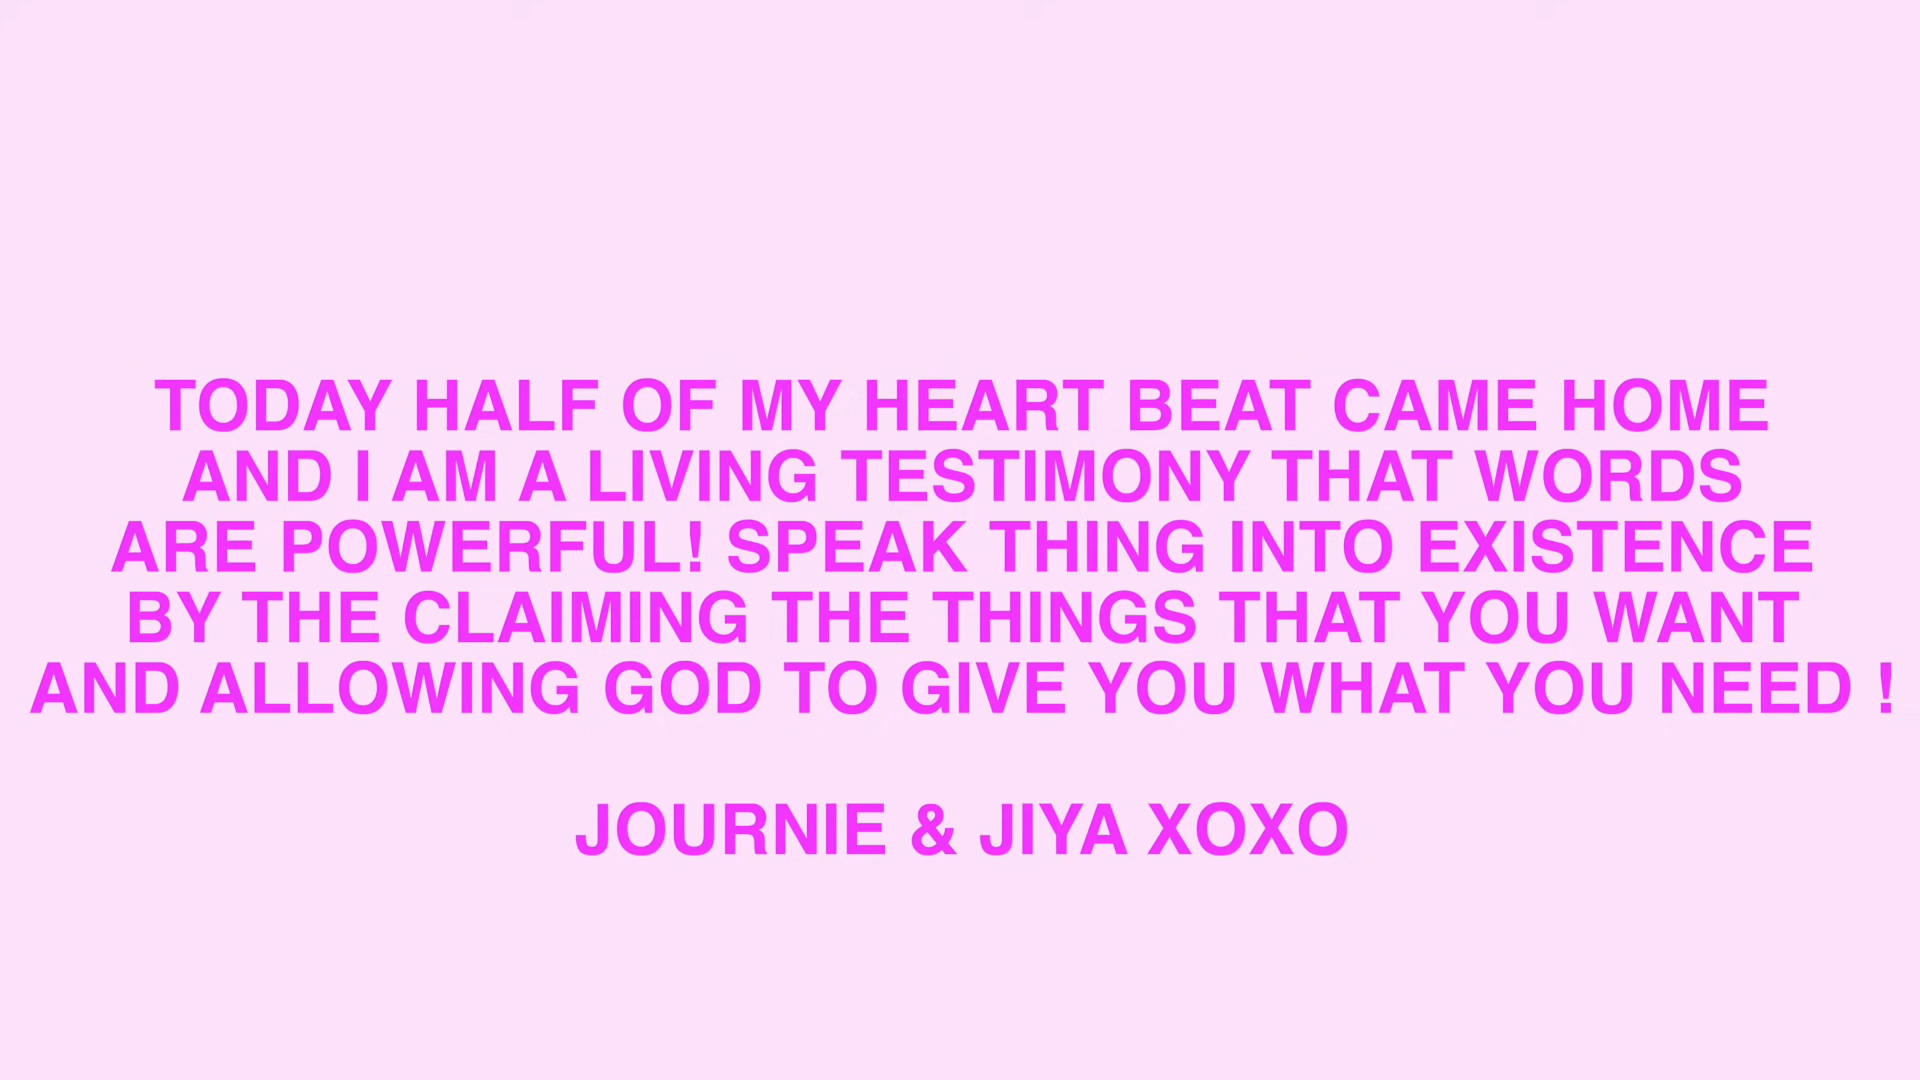 TODAY HALF OF MY HEART BEAT CAME HOME
AND I AM A LIVING TESTIMONY THAT WORDS
ARE POWERFUL! SPEAK THING INTO EXISTENCE
BY THE CLAIMING THE THINGS THAT YOU WANT
AND ALLOWING GOD TO GIVE YOU WHAT YOU NEED !
JOURNIE & JIYA XOXO